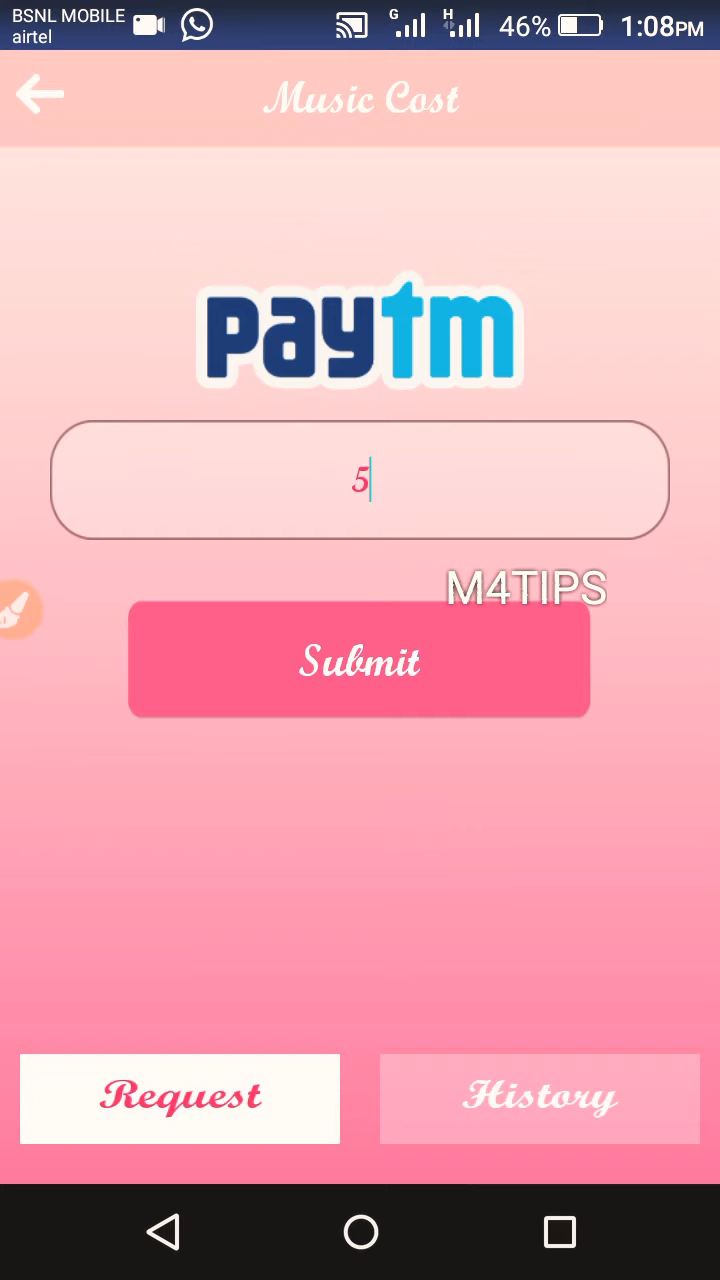 BSNL MOBILE
airtel
G
H
46%
1:08PM
Music Cost
paytm
5
M4TIPS
Submit
Request
History